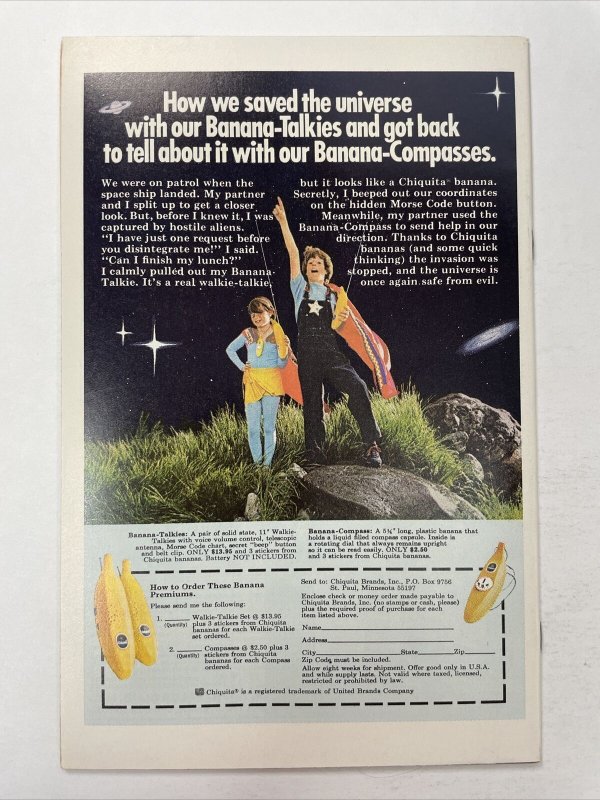 How we saved the universe
with our Banana-Talkies and got back
to tell about it with our Banana-Compasses.
We were on patrol when the
space ship landed. My partner
and I split up to get a closer
look. But, before I knew it, I was
captured by hostile aliens.
“I have just one request before
you disintegrate me!” I said.
“Can I finish my lunch?”
I calmly pulled out my Banana-
Talkie. It's a real walkie-talkie,
but it looks like a Chiquita® banana.
Secretly, I beeped out our coordinates
on the hidden Morse Code button.
Meanwhile, my partner used the
Banana-Compass to send help in our
direction. Thanks to Chiquita
bananas (and some quick
thinking) the invasion was
stopped, and the universe is
once again safe from evil.
Banana-Talkies: A pair of solid state, 11" Walkie-
Talkies with voice volume control, telescopic
antenna, Morse Code chart, secret "beep" button
and belt clip. ONLY $13.95 and 3 stickers from
Chiquita bananas. Battery NOT INCLUDED.
Banana-Compass: A 5¼" long, plastic banana that
holds a liquid filled compass capsule. Inside is
a rotating dial that always remains upright
so it can be read easily. ONLY $2.50
and 3 stickers from Chiquita bananas.
How to Order These Banana
Premiums.
Please send me the following:
1. ______ Walkie-Talkie Set @ $13.95
(Quantity) plus 3 stickers from Chiquita
bananas for each Walkie-Talkie
set ordered.
2. ______ Compasses @ $2.50 plus 3
(Quantity) stickers from Chiquita
bananas for each Compass
ordered.
Send to: Chiquita Brands, Inc., P.O. Box 9756
St. Paul, Minnesota 55197
Enclose check or money order made payable to
Chiquita Brands, Inc. (no stamps or cash, please)
plus the required proof of purchase for each
item listed above.
Name
Address
City State Zip
Zip Code must be included.
Allow eight weeks for shipment. Offer good only in U.S.A.
and while supply lasts. Not valid where taxed, licensed,
restricted or prohibited by law.
Chiquita® is a registered trademark of United Brands Company